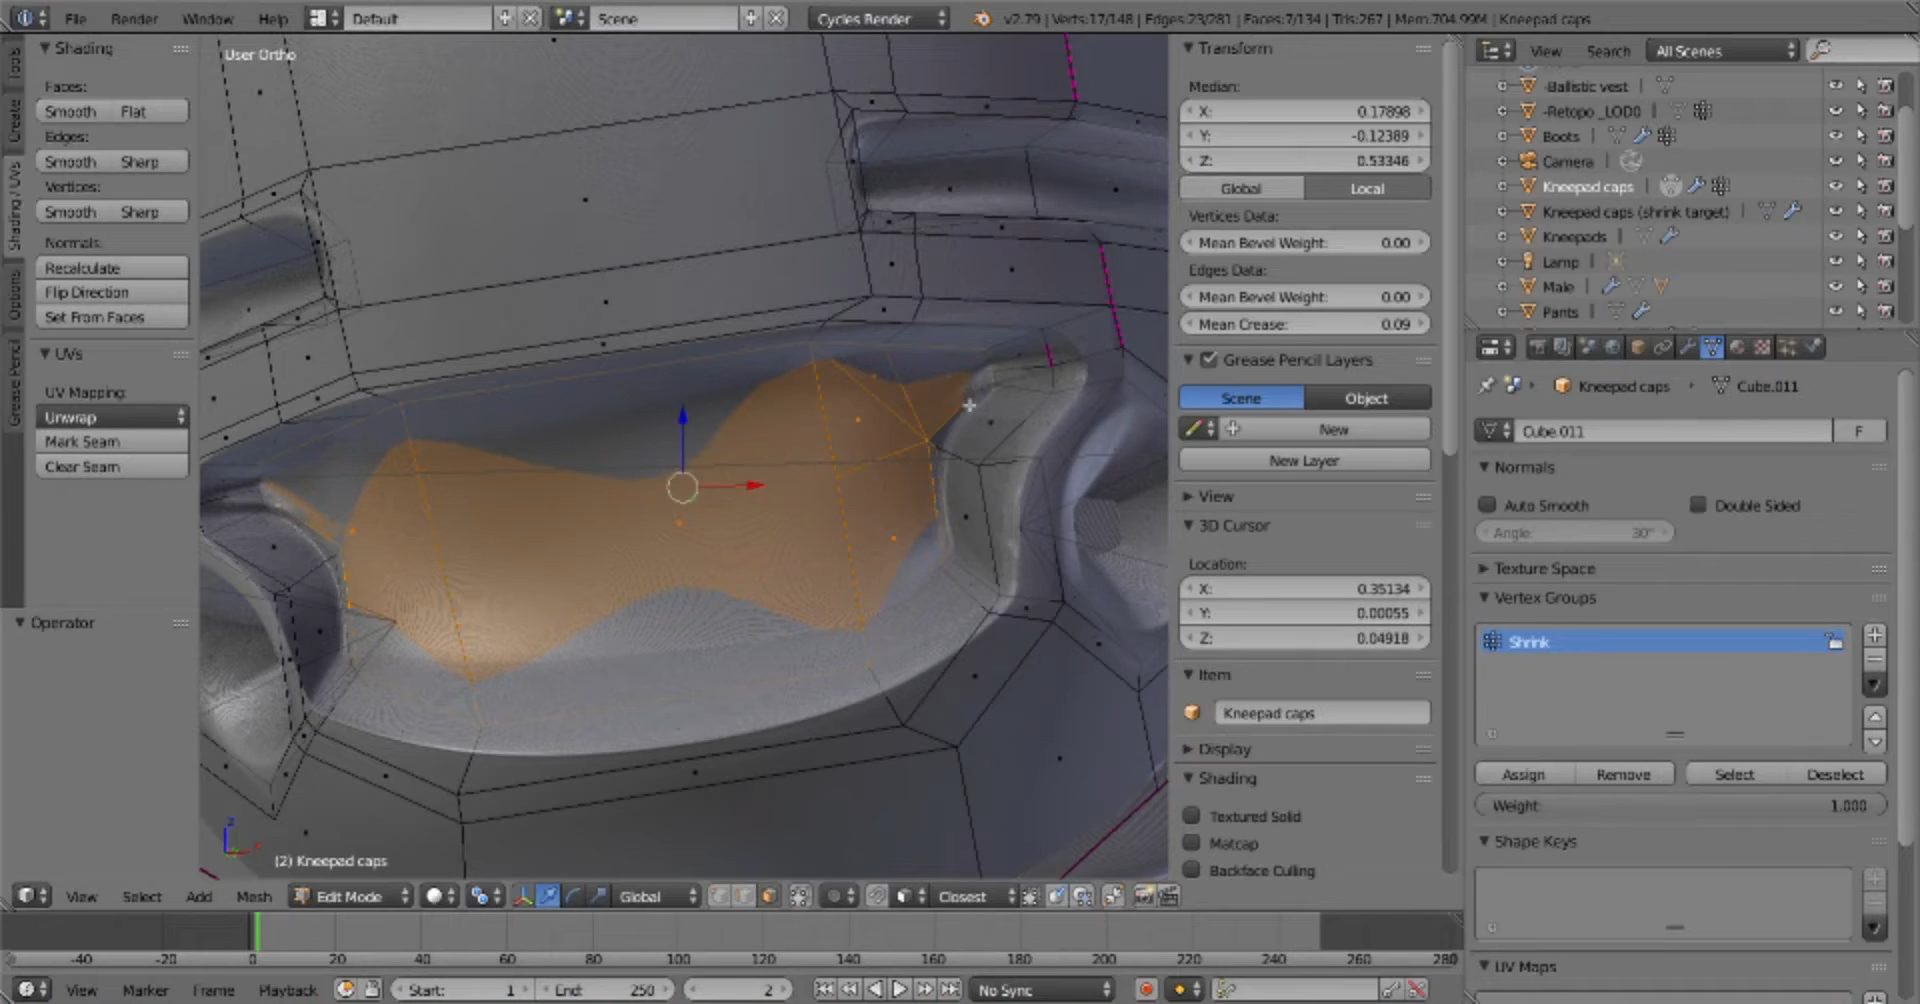 File Render Window Help Default Scene Cycles Render v2.79 | Verts:17/148 | Edges:23/281 | Faces:7/134 | Tris:267 | Mem:704.99M | Kneepad caps
Tools
Create
Shading / UVs
Options
Grease Pencil
Shading
Faces:
Smooth Flat
Edges:
Smooth Sharp
Vertices:
Smooth Sharp
Normals:
Recalculate
Flip Direction
Set From Faces
UVs
UV Mapping:
Unwrap
Mark Seam
Clear Seam
Operator
User Ortho
(2) Kneepad caps
Transform
Median:
X: 0.17898
Y: -0.12389
Z: 0.53346
Global Local
Vertices Data:
Mean Bevel Weight: 0.00
Edges Data:
Mean Bevel Weight: 0.00
Mean Crease: 0.09
Grease Pencil Layers
Scene Object
New
New Layer
View
3D Cursor
Location:
X: 0.35134
Y: 0.00055
Z: 0.04918
Item
Kneepad caps
Display
Shading
Textured Solid
Matcap
Backface Culling
View Search All Scenes
-Ballistic vest
-Retopo _LOD0
Boots
Camera
Kneepad caps
Kneepad caps (shrink target)
Kneepads
Lamp
Male
Pants
Kneepad caps Cube.011
Cube.011 F
Normals
Auto Smooth Double Sided
Angle: 30°
Texture Space
Vertex Groups
Shrink
Assign Remove Select Deselect
Weight: 1.000
Shape Keys
UV Maps
View Select Add Mesh Edit Mode Global Closest
-40 -20 0 20 40 60 80 100 120 140 160 180 200 220 240 260 280
View Marker Frame Playback Start: 1 End: 250 2 No Sync